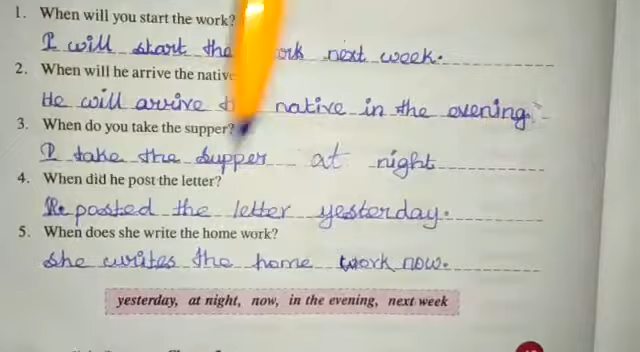 1. When will you start the work?
I will start the ork next week.
2. When will he arrive the native
He will arrive native in the evening.
3. When do you take the supper?
I take the supper at night
4. When did he post the letter?
He posted the letter yesterday.
5. When does she write the home work?
She writes the home work now.
yesterday, at night, now, in the evening, next week